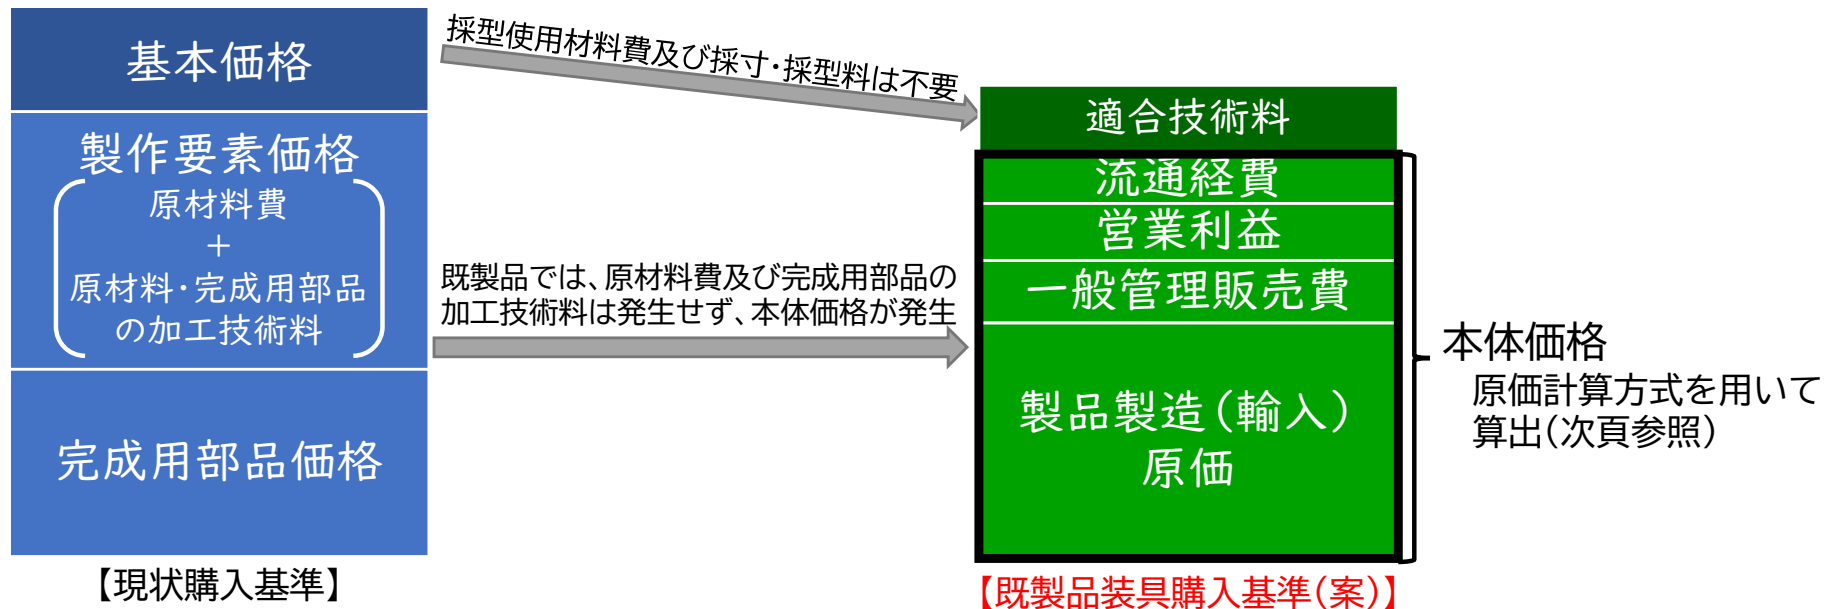 基本価格
製作要素価格
原材料費
＋
原材料・完成用部品
の加工技術料
完成用部品価格
【現状購入基準】
採型使用材料費及び採寸・採型料は不要
既製品では、原材料費及び完成用部品の
加工技術料は発生せず、本体価格が発生
適合技術料
流通経費
営業利益
一般管理販売費
製品製造（輸入）
原価
【既製品装具購入基準（案）】
本体価格
原価計算方式を用いて
算出（次頁参照）